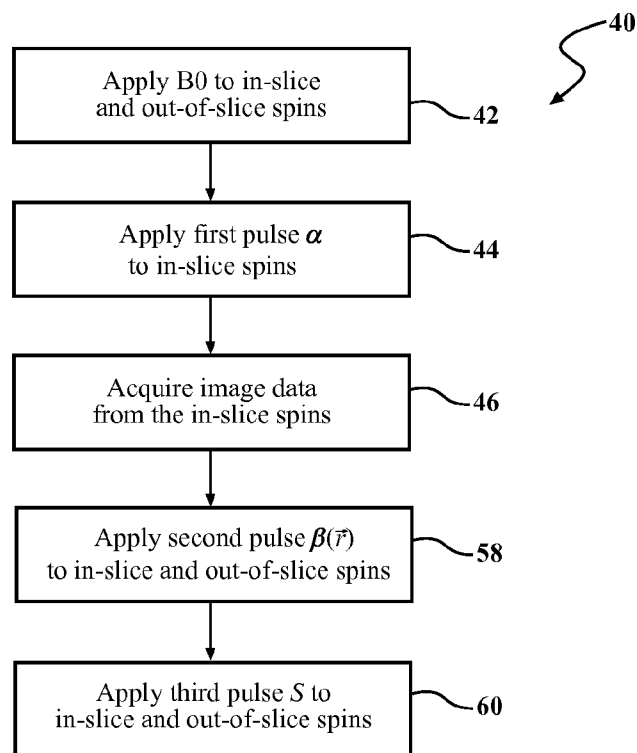 40
Apply B0 to in-slice
and out-of-slice spins
42
Apply first pulse α
to in-slice spins
44
Acquire image data
from the in-slice spins
46
Apply second pulse β(r⃗)
to in-slice and out-of-slice spins
58
Apply third pulse S to
in-slice and out-of-slice spins
60